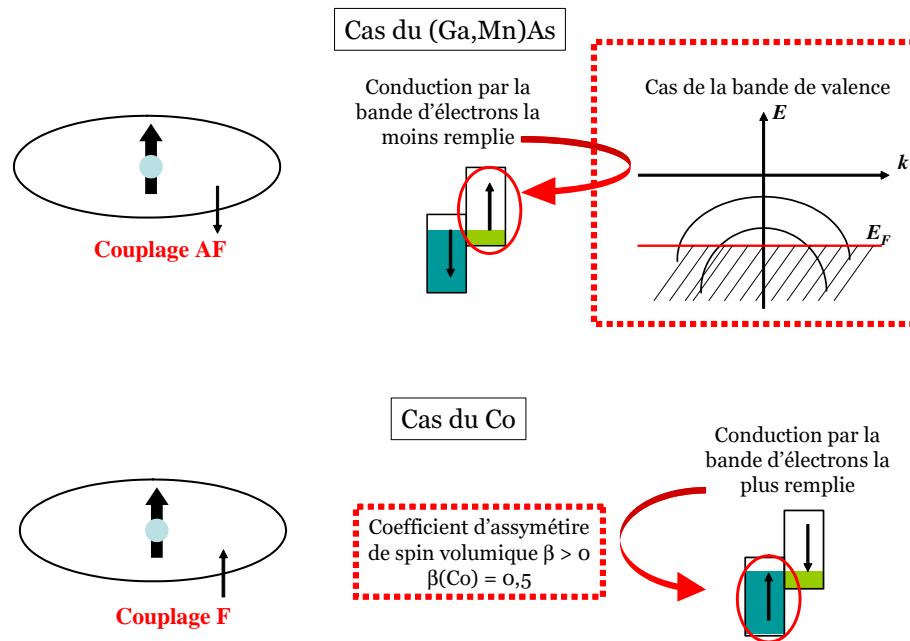 Cas du (Ga,Mn)As
Conduction par la
bande d'électrons la
moins remplie
Cas de la bande de valence
E
k
E_F
Couplage AF
Cas du Co
Conduction par la
bande d'électrons la
plus remplie
Coefficient d'assymétire
de spin volumique β > 0
β(Co) = 0,5
Couplage F